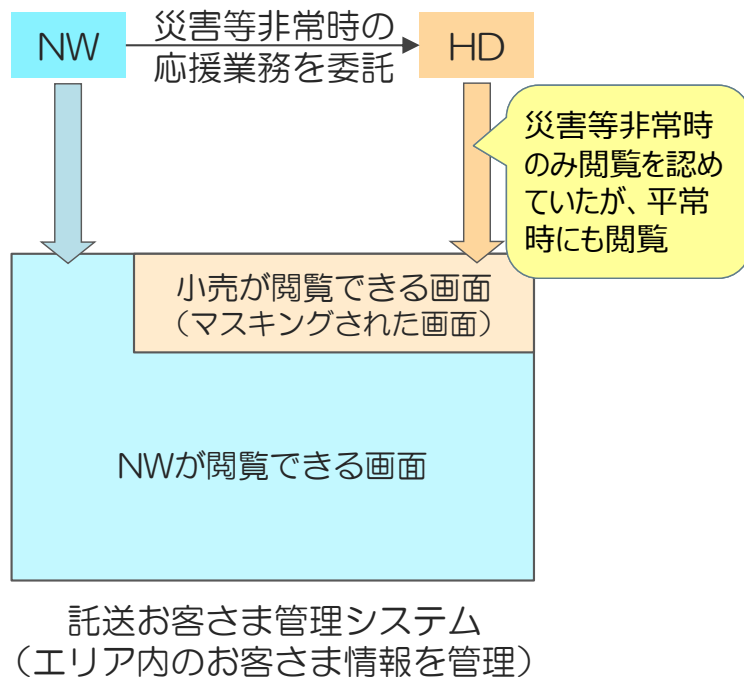 NW
災害等非常時の
応援業務を委託
HD
災害等非常時
のみ閲覧を認め
ていたが、平常
時にも閲覧
小売が閲覧できる画面
（マスキングされた画面）
NWが閲覧できる画面
託送お客さま管理システム
（エリア内のお客さま情報を管理）